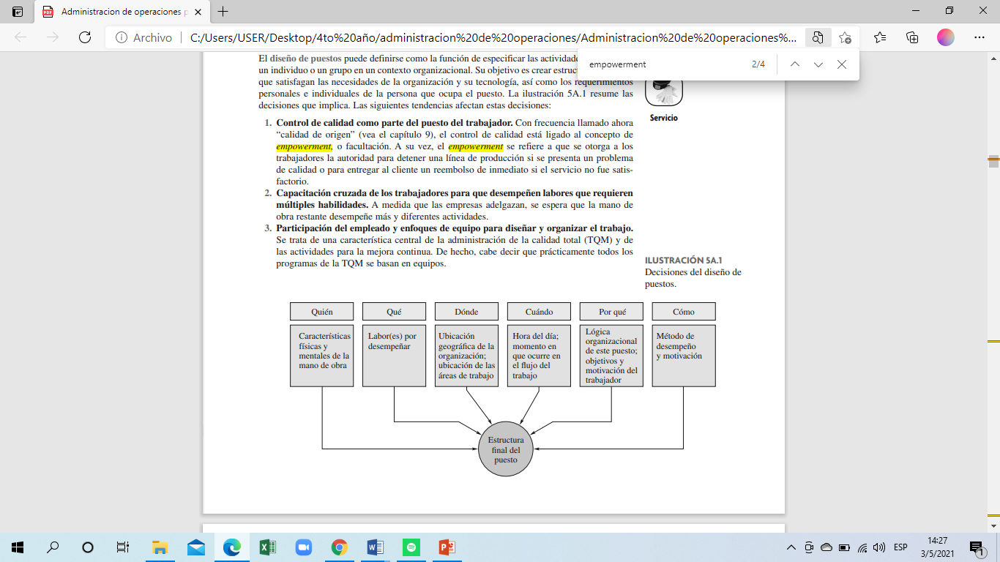 Administracion de operaciones p
Archivo
C:/Users/USER/Desktop/4to%20año/administracion%20de%20operaciones/Administracion%20de%20operaciones%...
empowerment
2/4
El diseño de puestos puede definirse como la función de especificar las actividade
un individuo o un grupo en un contexto organizacional. Su objetivo es crear estruct
que satisfagan las necesidades de la organización y su tecnología, así como los requerimientos
personales e individuales de la persona que ocupa el puesto. La ilustración 5A.1 resume las
decisiones que implica. Las siguientes tendencias afectan estas decisiones:
Servicio
1. Control de calidad como parte del puesto del trabajador. Con frecuencia llamado ahora
“calidad de origen” (vea el capítulo 9), el control de calidad está ligado al concepto de
empowerment, o facultación. A su vez, el empowerment se refiere a que se otorga a los
trabajadores la autoridad para detener una línea de producción si se presenta un problema
de calidad o para entregar al cliente un reembolso de inmediato si el servicio no fue satis-
factorio.
2. Capacitación cruzada de los trabajadores para que desempeñen labores que requieren
múltiples habilidades. A medida que las empresas adelgazan, se espera que la mano de
obra restante desempeñe más y diferentes actividades.
3. Participación del empleado y enfoques de equipo para diseñar y organizar el trabajo.
Se trata de una característica central de la administración de la calidad total (TQM) y de
las actividades para la mejora continua. De hecho, cabe decir que prácticamente todos los
programas de la TQM se basan en equipos.
ILUSTRACIÓN 5A.1
Decisiones del diseño de
puestos.
Quién
Características
físicas y
mentales de la
mano de obra
Qué
Labor(es) por
desempeñar
Dónde
Ubicación
geográfica de la
organización;
ubicación de las
áreas de trabajo
Cuándo
Hora del día;
momento en
que ocurre en
el flujo del
trabajo
Por qué
Lógica
organizacional
de este puesto;
objetivos y
motivación del
trabajador
Cómo
Método de
desempeño
y motivación
Estructura
final del
puesto
ESP
14:27
3/5/2021
1